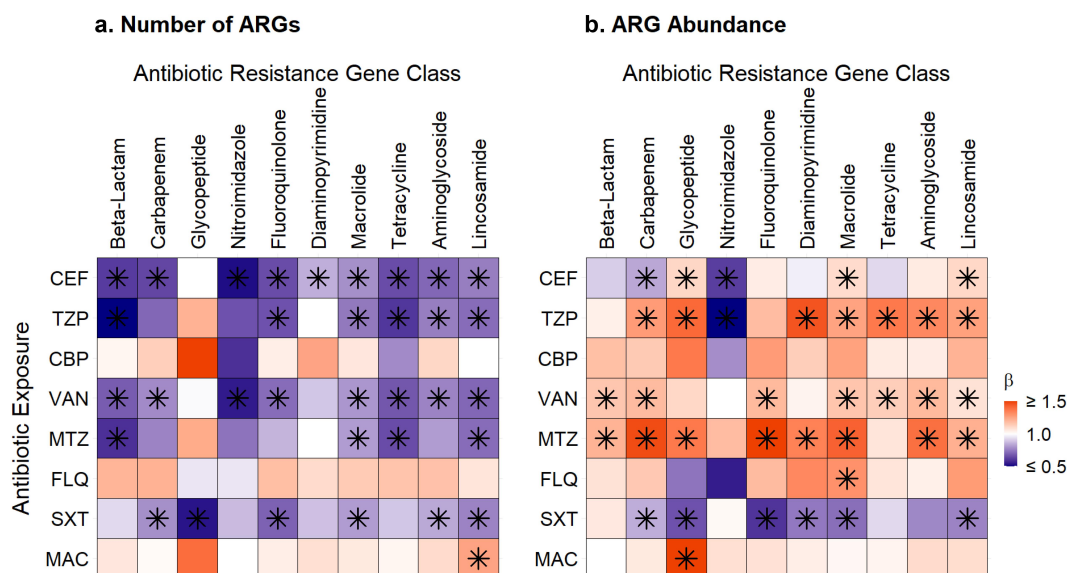 a. Number of ARGs
Antibiotic Resistance Gene Class
Beta-Lactam
Carbapenem
Glycopeptide
Nitroimidazole
Fluoroquinolone
Diaminopyrimidine
Macrolide
Tetracycline
Aminoglycoside
Lincosamide
Antibiotic Exposure
CEF
TZP
CBP
VAN
MTZ
FLQ
SXT
MAC
b. ARG Abundance
Antibiotic Resistance Gene Class
Beta-Lactam
Carbapenem
Glycopeptide
Nitroimidazole
Fluoroquinolone
Diaminopyrimidine
Macrolide
Tetracycline
Aminoglycoside
Lincosamide
CEF
TZP
CBP
VAN
MTZ
FLQ
SXT
MAC
β
≥ 1.5
1.0
≤ 0.5